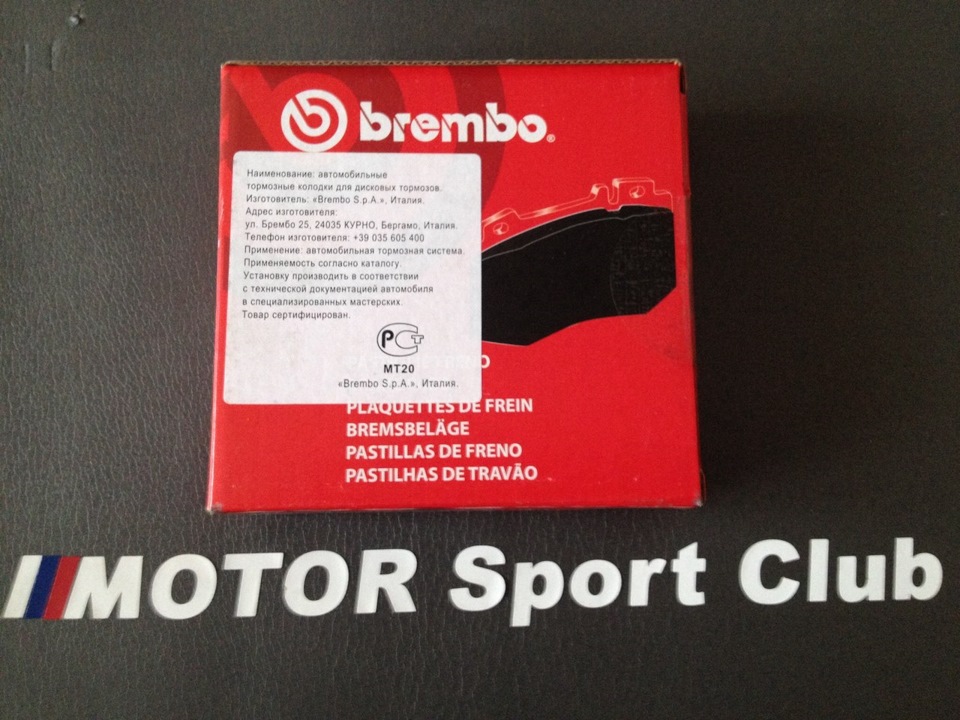 brembo®
Наименование: автомобильные
тормозные колодки для дисковых тормозов.
Изготовитель: «Brembo S.p.A.», Италия.
Адрес изготовителя:
ул. Брембо 25, 24035 КУРНО, Бергамо, Италия.
Телефон изготовителя: +39 035 605 400
Применение: автомобильная тормозная система.
Применяемость согласно каталогу.
Установку производить в соответствии
с технической документацией автомобиля
в специализированных мастерских.
Товар сертифицирован.
РСТ
МТ20
«Brembo S.p.A.», Италия.
PLAQUETTES DE FREIN
BREMSBELÄGE
PASTILLAS DE FRENO
PASTILHAS DE TRAVÃO
MOTOR Sport Club